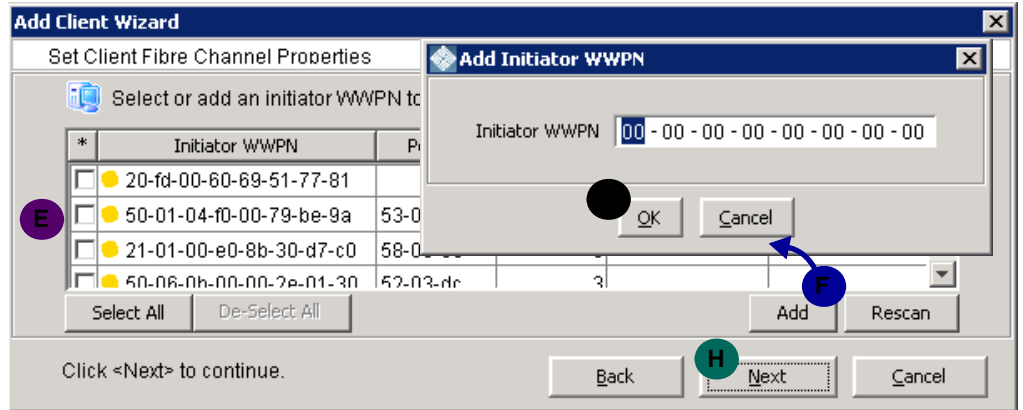 Add Client Wizard
Set Client Fibre Channel Properties
Add Initiator WWPN
Select or add an initiator WWPN to
Initiator WWPN 00 - 00 - 00 - 00 - 00 - 00 - 00 - 00
* Initiator WWPN
20-fd-00-60-69-51-77-81
OK Cancel
E 50-01-04-f0-00-79-be-9a 53-0
21-01-00-e0-8b-30-d7-c0
50-06-0b-00-00-2e-01-30 52-03-dc 3
F
Select All De-Select All Add Rescan
H
Click <Next> to continue. Back Next Cancel